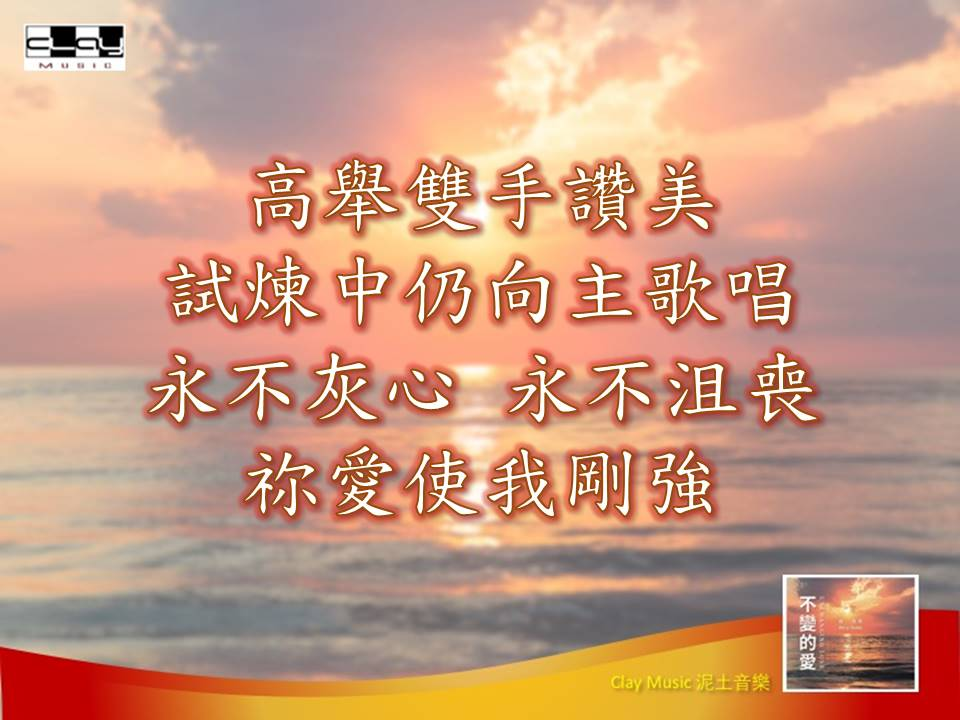 CLAY
MUSIC
高舉雙手讚美
試煉中仍向主歌唱
永不灰心 永不沮喪
祢愛使我剛強
不變的愛
Clay Music 泥土音樂